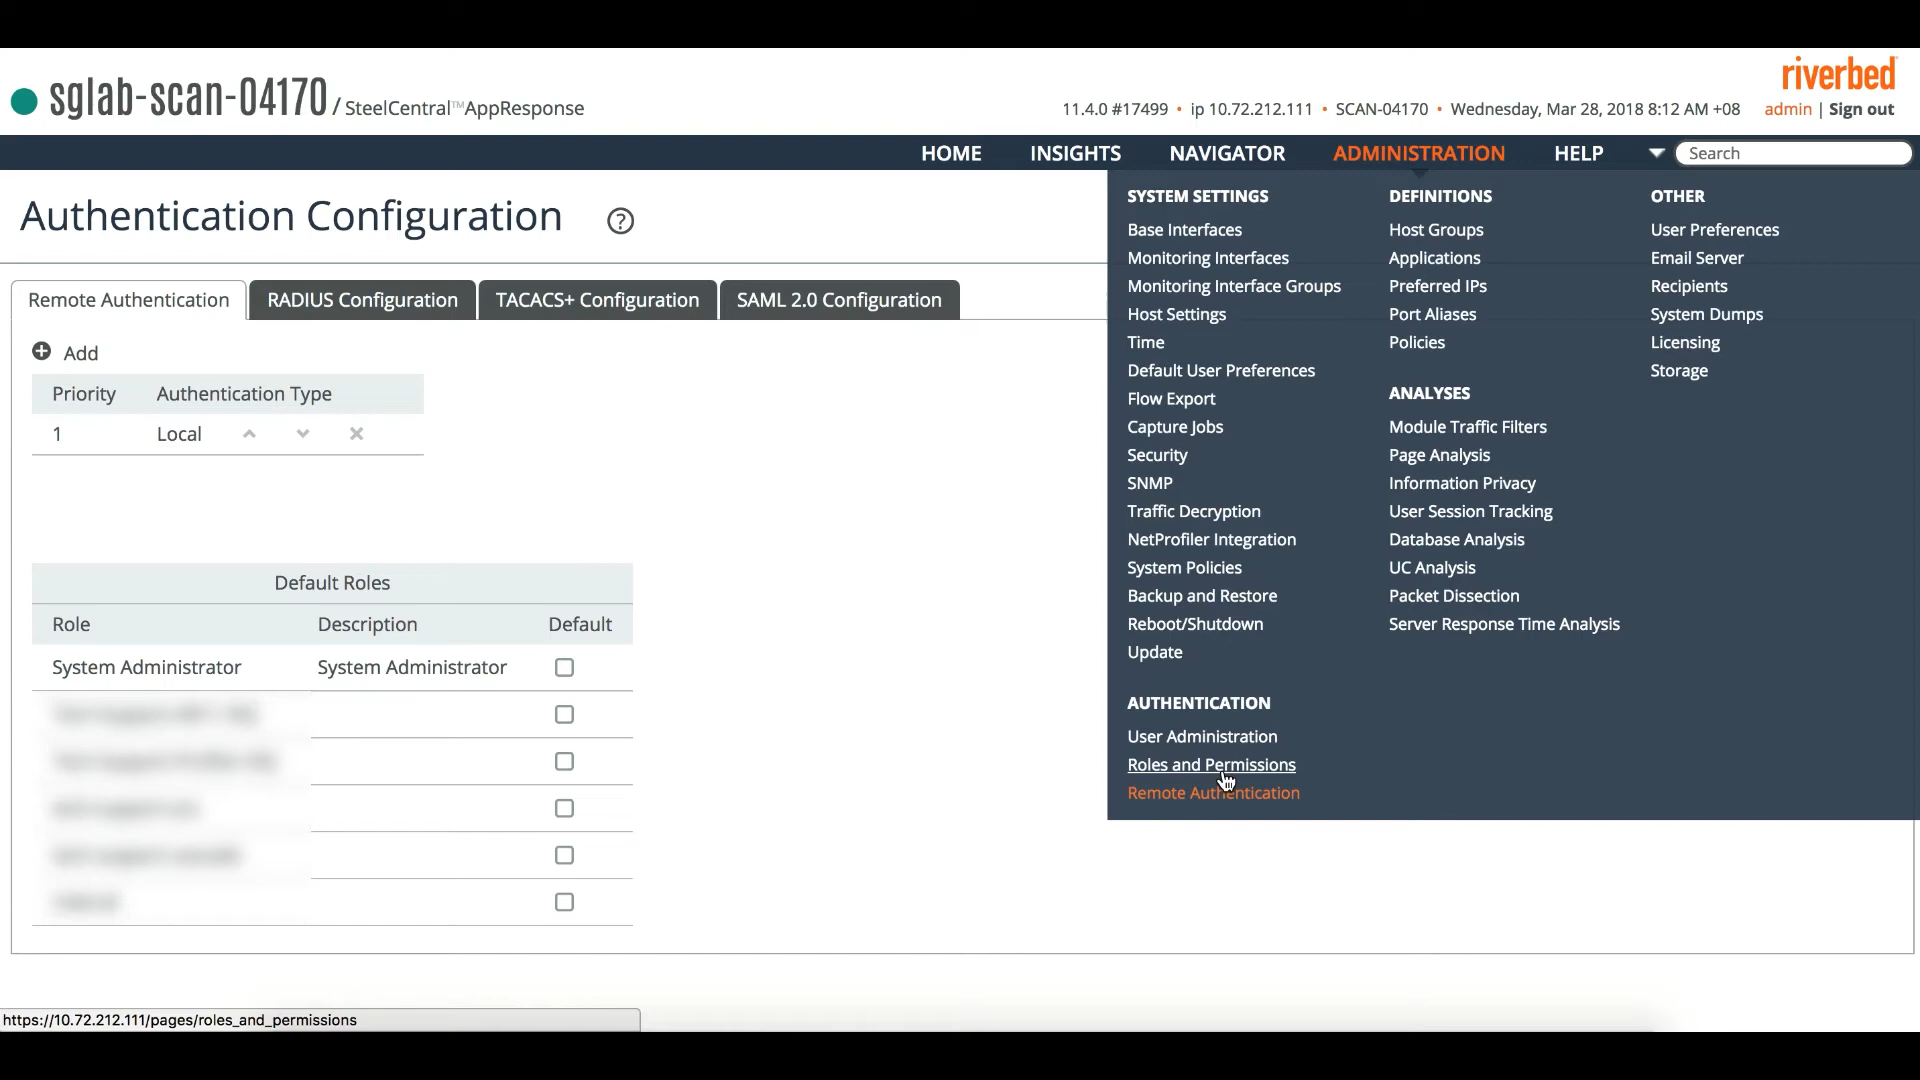 sglab-scan-04170 / SteelCentral™AppResponse
riverbed
11.4.0 #17499 • ip 10.72.212.111 • SCAN-04170 • Wednesday, Mar 28, 2018 8:12 AM +08 admin | Sign out
HOME INSIGHTS NAVIGATOR ADMINISTRATION HELP Search
Authentication Configuration ?
Remote Authentication RADIUS Configuration TACACS+ Configuration SAML 2.0 Configuration
Add
Priority Authentication Type
1 Local
Default Roles
Role Description Default
System Administrator System Administrator
SYSTEM SETTINGS
Base Interfaces
Monitoring Interfaces
Monitoring Interface Groups
Host Settings
Time
Default User Preferences
Flow Export
Capture Jobs
Security
SNMP
Traffic Decryption
NetProfiler Integration
System Policies
Backup and Restore
Reboot/Shutdown
Update
AUTHENTICATION
User Administration
Roles and Permissions
Remote Authentication
DEFINITIONS
Host Groups
Applications
Preferred IPs
Port Aliases
Policies
ANALYSES
Module Traffic Filters
Page Analysis
Information Privacy
User Session Tracking
Database Analysis
UC Analysis
Packet Dissection
Server Response Time Analysis
OTHER
User Preferences
Email Server
Recipients
System Dumps
Licensing
Storage
https://10.72.212.111/pages/roles_and_permissions